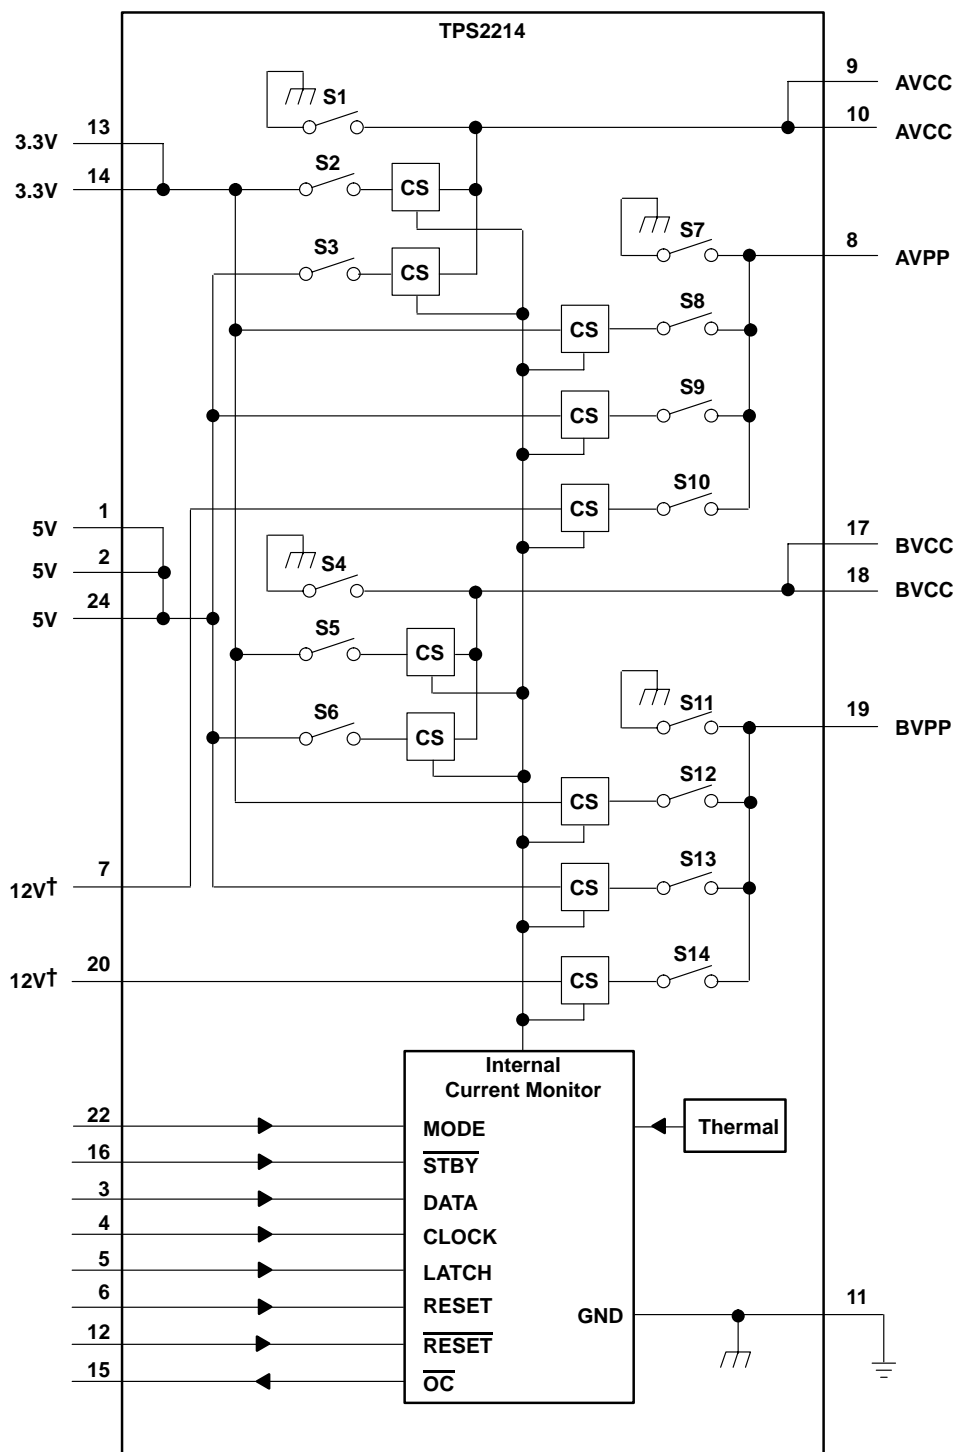 TPS2214
9
AVCC
S1
10
AVCC
13
3.3V
S2
14
3.3V
CS
S7
8
AVPP
S3
CS
S8
CS
S9
CS
S10
1
5V
CS
17
BVCC
2
5V
S4
18
BVCC
24
5V
S5
CS
S6
CS
S11
19
BVPP
S12
CS
7
12V†
S13
CS
20
12V†
S14
CS
Internal
Current Monitor
22
MODE
Thermal
16
STBY
3
DATA
4
CLOCK
5
LATCH
6
RESET
GND
11
12
RESET
15
OC